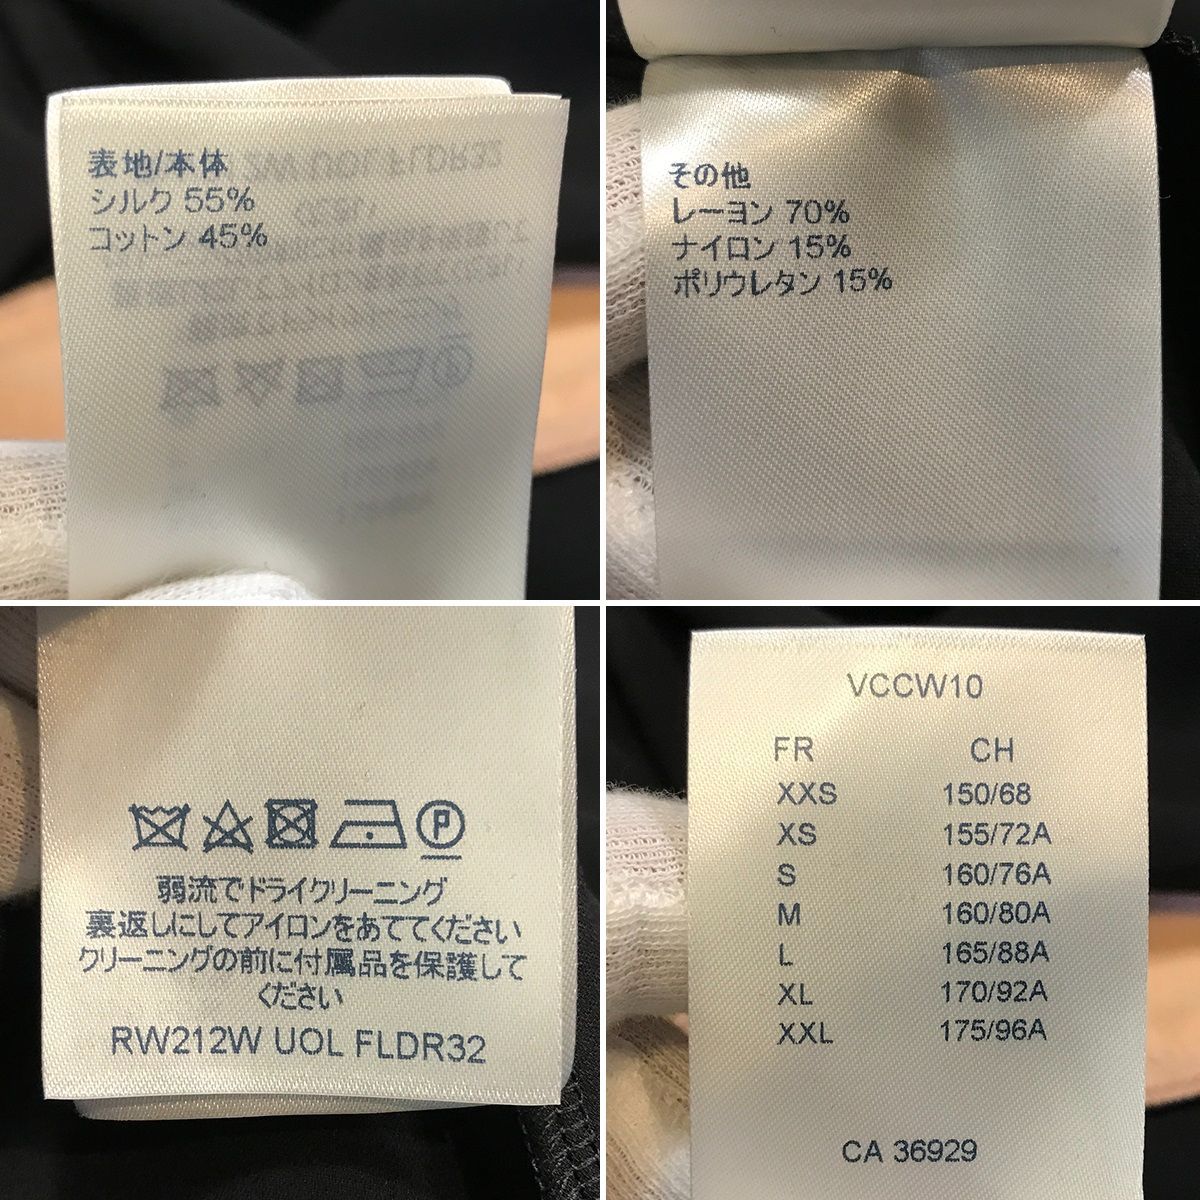 表地/本体
シルク 55%
コットン 45%
その他
レーヨン 70%
ナイロン 15%
ポリウレタン 15%
P
弱流でドライクリーニング
裏返しにしてアイロンをあててください
クリーニングの前に付属品を保護して
ください
RW212W UOL FLDR32
VCCW10
FR CH
XXS 150/68
XS 155/72A
S 160/76A
M 160/80A
L 165/88A
XL 170/92A
XXL 175/96A
CA 36929